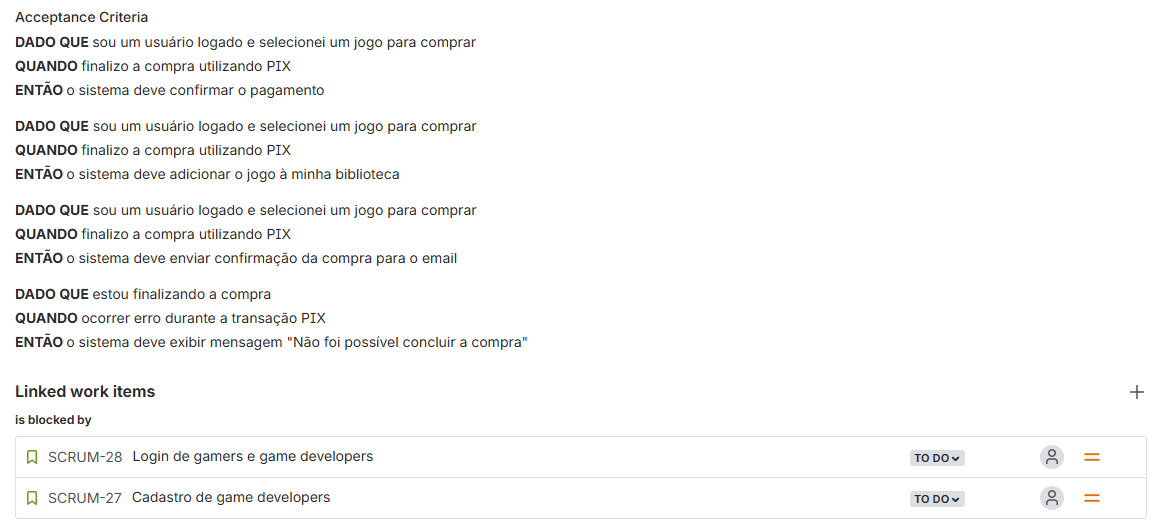 Acceptance Criteria
DADO QUE sou um usuário logado e selecionei um jogo para comprar
QUANDO finalizo a compra utilizando PIX
ENTÃO o sistema deve confirmar o pagamento
DADO QUE sou um usuário logado e selecionei um jogo para comprar
QUANDO finalizo a compra utilizando PIX
ENTÃO o sistema deve adicionar o jogo à minha biblioteca
DADO QUE sou um usuário logado e selecionei um jogo para comprar
QUANDO finalizo a compra utilizando PIX
ENTÃO o sistema deve enviar confirmação da compra para o email
DADO QUE estou finalizando a compra
QUANDO ocorrer erro durante a transação PIX
ENTÃO o sistema deve exibir mensagem "Não foi possível concluir a compra"
Linked work items
is blocked by
SCRUM-28 Login de gamers e game developers TO DO
SCRUM-27 Cadastro de game developers TO DO